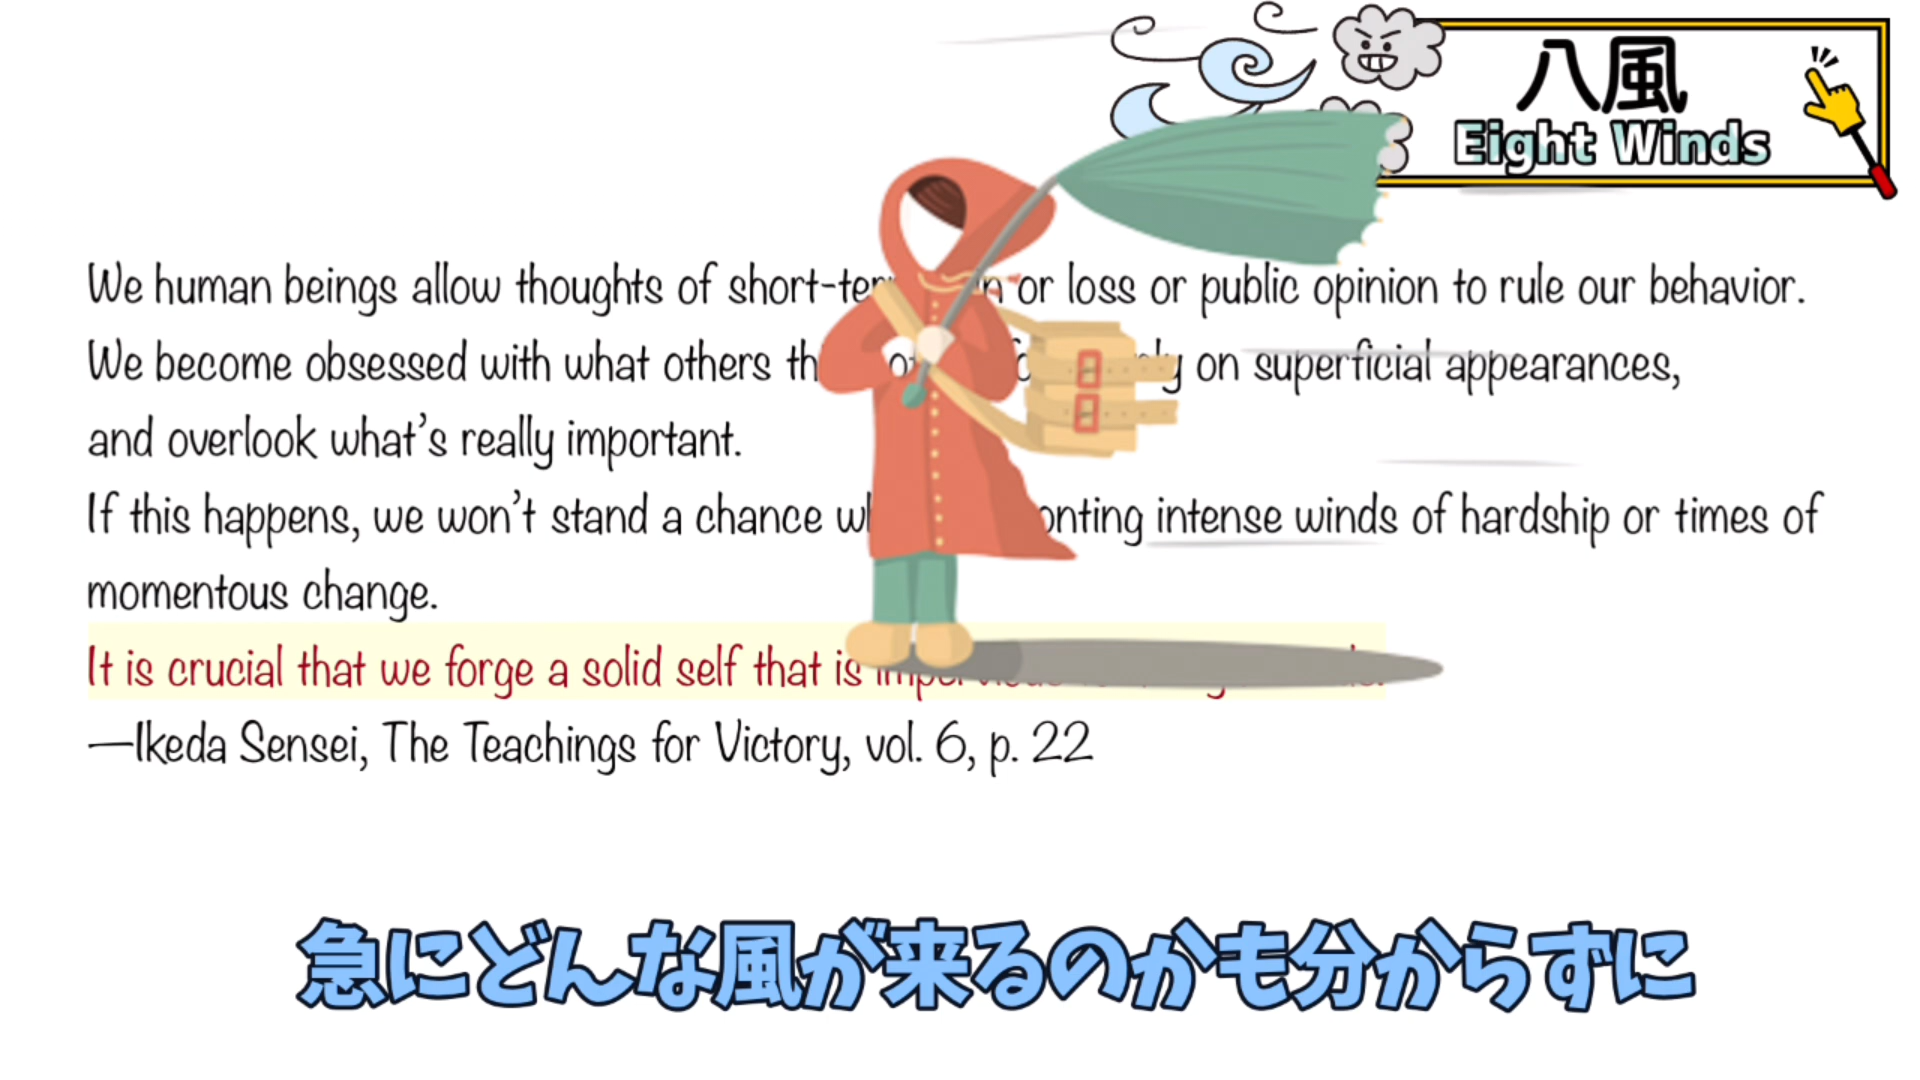 八風
Eight Winds
We human beings allow thoughts of short-ter or loss or public opinion to rule our behavior.
We become obsessed with what others th on superficial appearances,
and overlook what's really important.
If this happens, we won't stand a chance onting intense winds of hardship or times of
momentous change.
It is crucial that we forge a solid self that is
—Ikeda Sensei, The Teachings for Victory, vol. 6, p. 22
急にどんな風が来るのかも分からずに